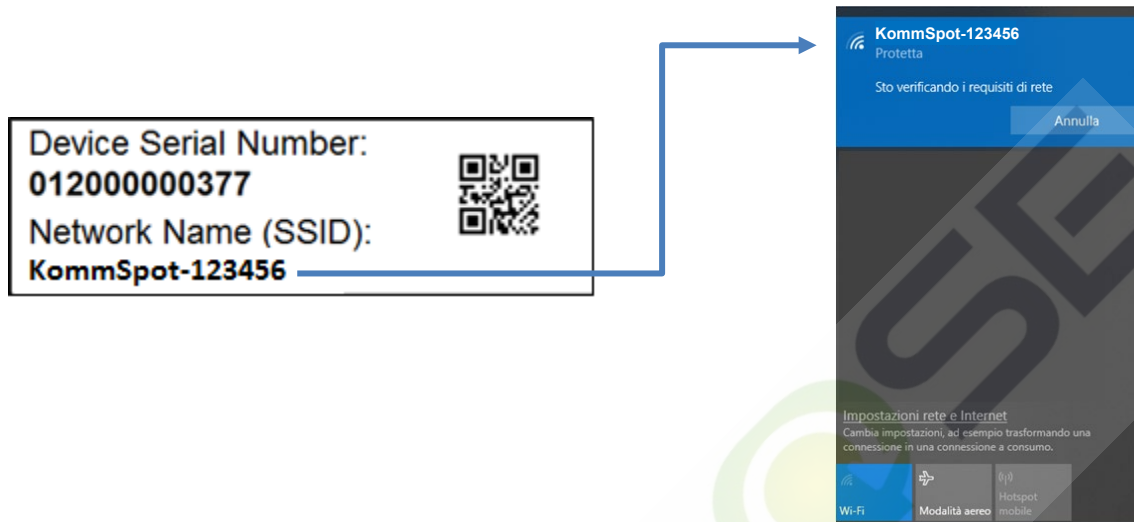 Device Serial Number:
012000000377
Network Name (SSID):
KommSpot-123456
KommSpot-123456
Protetta
Sto verificando i requisiti di rete
Annulla
Impostazioni rete e Internet
Cambia impostazioni, ad esempio trasformando una
connessione in una connessione a consumo.
Wi-Fi
Modalità aereo
Hotspot
mobile
SE